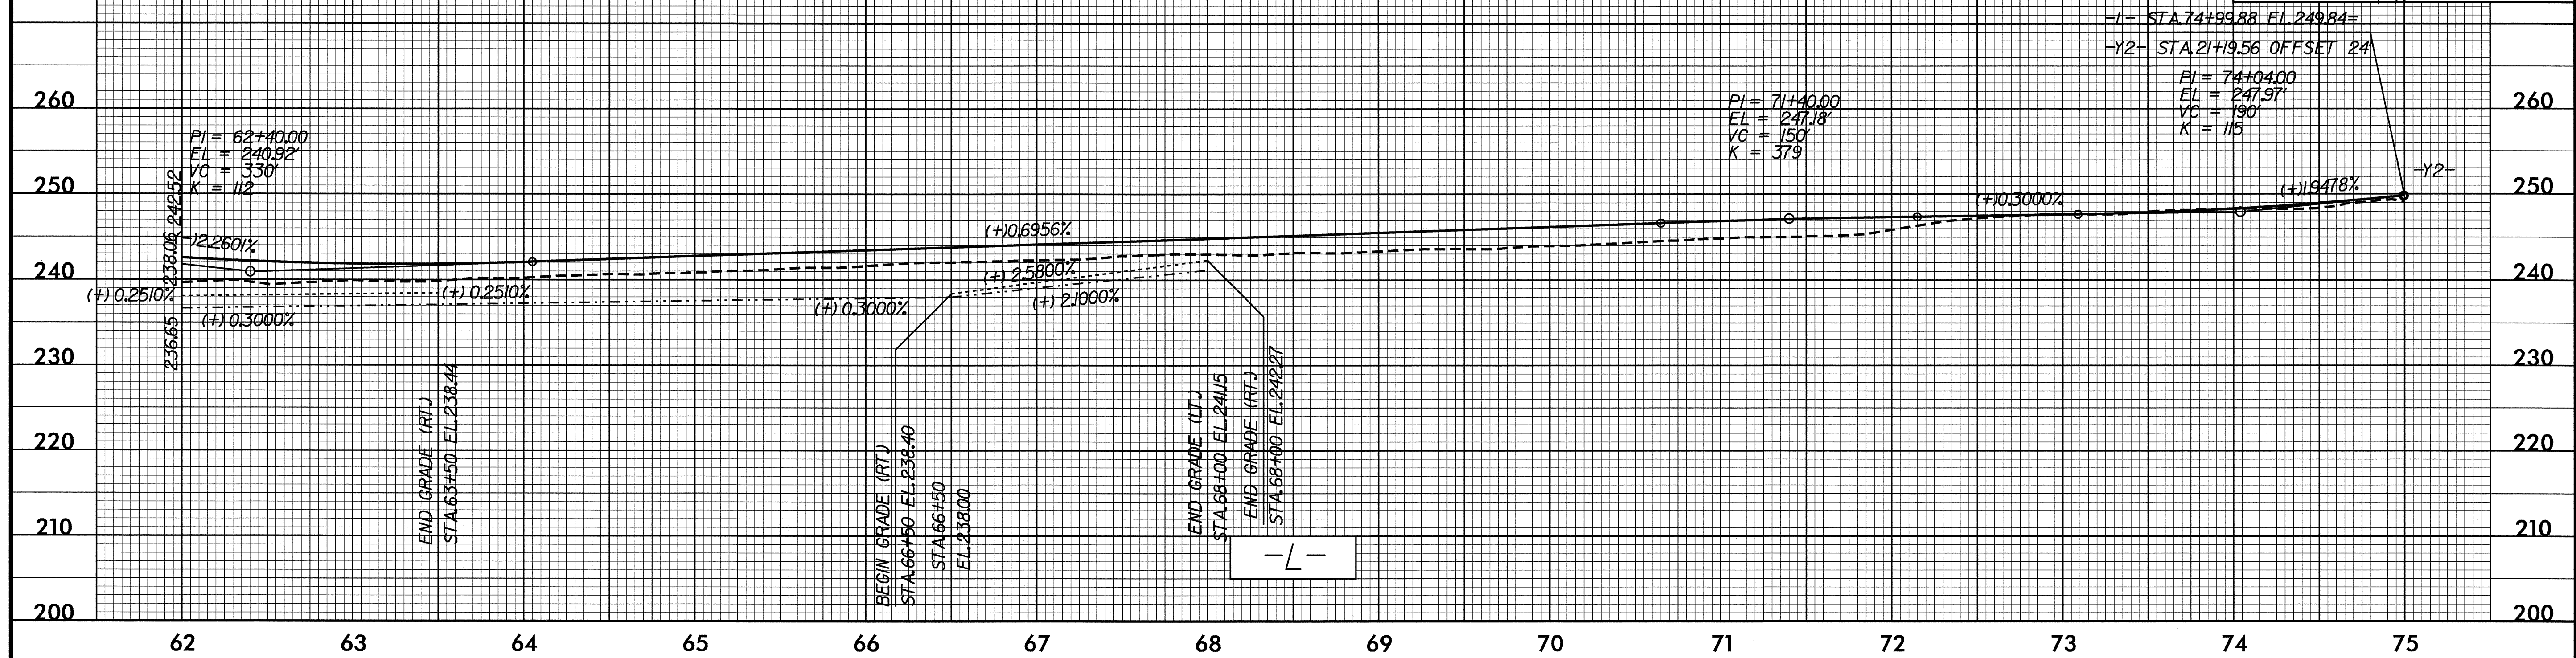 -L- STA.74+99.88 EL.249.84=
-Y2- STA.21+19.56 OFFSET 24'
PI = 74+04.00
EL = 247.97'
VC = 190'
K = 115
PI = 71+40.00
EL = 247.18'
VC = 150'
K = 379
PI = 62+40.00
EL = 240.92'
VC = 330'
K = 112
260
260
250
250
240
240
230
230
220
220
210
210
200
200
242.52
238.06
236.65
(-)2.2601%
(+)0.6956%
(+)0.3000%
(+)1.9478%
-Y2-
(+) 0.2510%
(+) 0.2510%
(+) 0.3000%
(+) 0.3000%
(+) 2.5800%
(+) 2.1000%
END GRADE (RT.)
STA.63+50 EL.238.44
BEGIN GRADE (RT.)
STA.66+50 EL.238.40
STA.66+50
EL.238.00
END GRADE (LT.)
STA.68+00 EL.241.15
END GRADE (RT.)
STA.68+00 EL.242.27
-L-
62 63 64 65 66 67 68 69 70 71 72 73 74 75